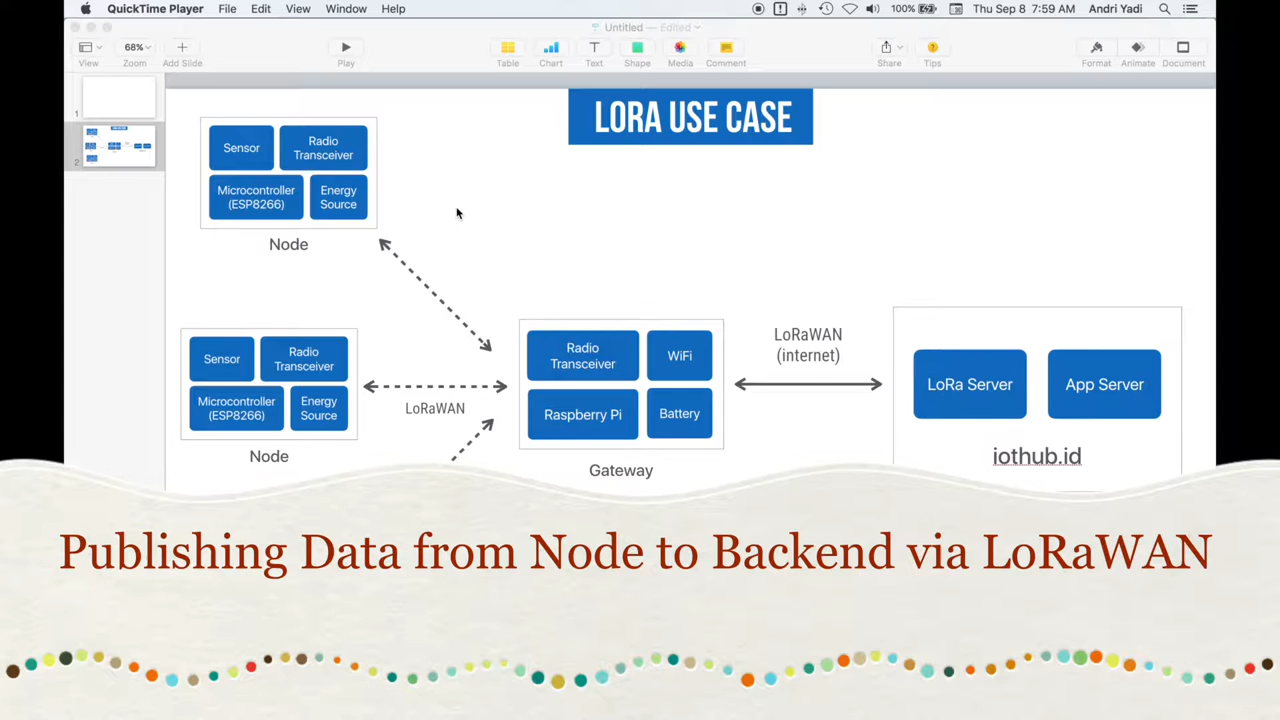 QuickTime Player File Edit View Window Help 100% Thu Sep 8 7:59 AM Andri Yadi
Untitled — Edited
68%
View Zoom Add Slide Play Table Chart Text Shape Media Comment Share Tips Format Animate Document
1
2
LORA USE CASE
Sensor
Radio
Transceiver
Microcontroller
(ESP8266)
Energy
Source
Node
Sensor
Radio
Transceiver
Microcontroller
(ESP8266)
Energy
Source
Node
LoRaWAN
Radio
Transceiver
WiFi
Raspberry Pi
Battery
Gateway
LoRaWAN
(internet)
LoRa Server
App Server
iothub.id
Publishing Data from Node to Backend via LoRaWAN